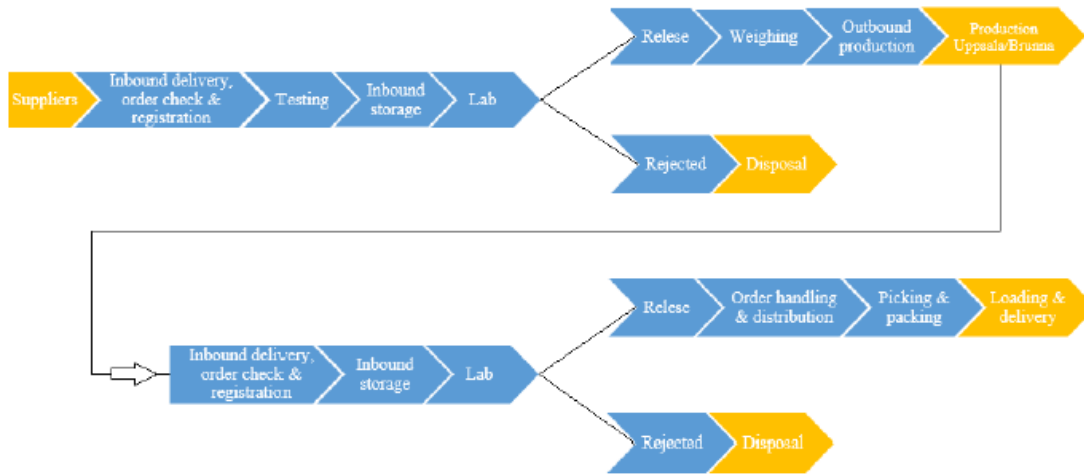 Relese
Weighing
Outbound
production
Production
Uppsala/Brunna
Suppliers
Inbound delivery,
order check &
registration
Testing
Inbound
storage
Lab
Rejected
Disposal
Relese
Order handling
& distribution
Picking &
packing
Loading &
delivery
Inbound delivery,
order check &
registration
Inbound
storage
Lab
Rejected
Disposal